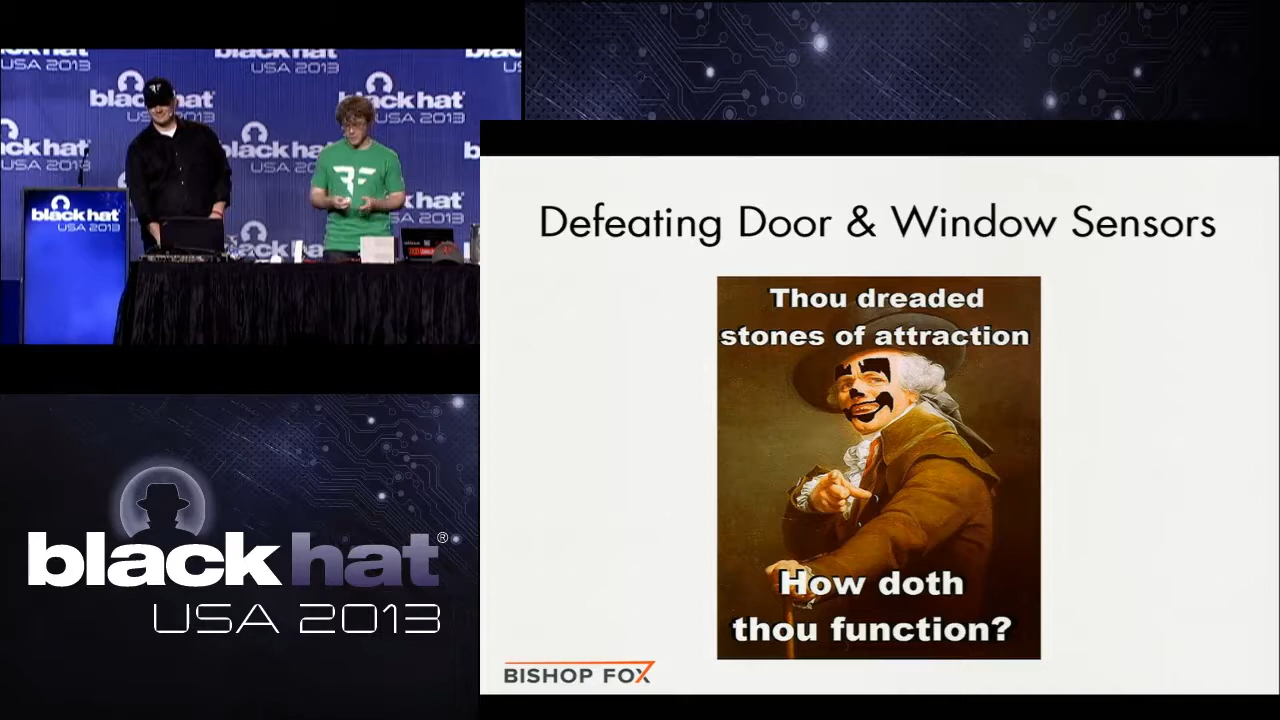 black hat
USA 2013
black hat
USA 2013
black hat
USA 2013
black hat
USA 2013
black hat
USA 2013
BF
Defeating Door & Window Sensors
Thou dreaded
stones of attraction
How doth
thou function?
BISHOP FOX
black hat®
USA 2013